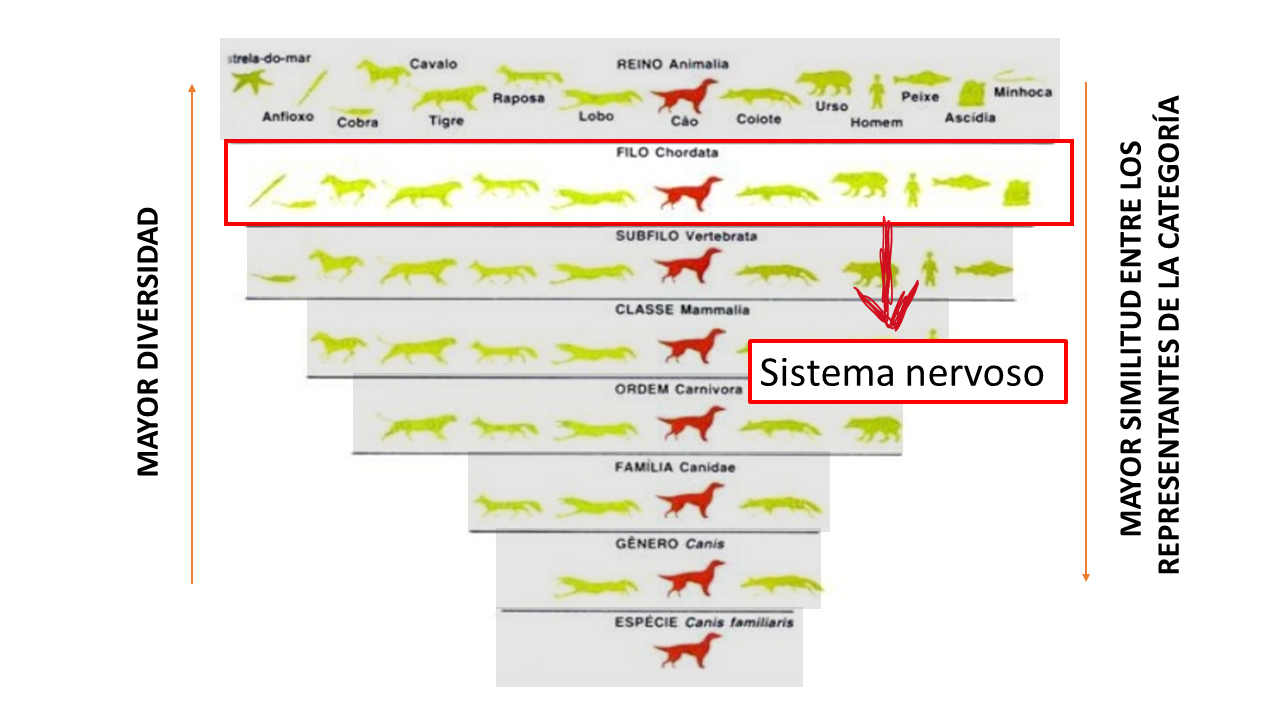 strela-do-mar
Cavalo
REINO Animalia
Raposa
Anfioxo
Cobra
Tigre
Lobo
Cão
Coiote
Urso
Homem
Peixe
Ascídia
Minhoca
FILO Chordata
SUBFILO Vertebrata
CLASSE Mammalia
Sistema nervoso
ORDEM Carnivora
FAMÍLIA Canidae
GÊNERO Canis
ESPÉCIE Canis familiaris
MAYOR DIVERSIDAD
MAYOR SIMILITUD ENTRE LOS
REPRESENTANTES DE LA CATEGORÍA